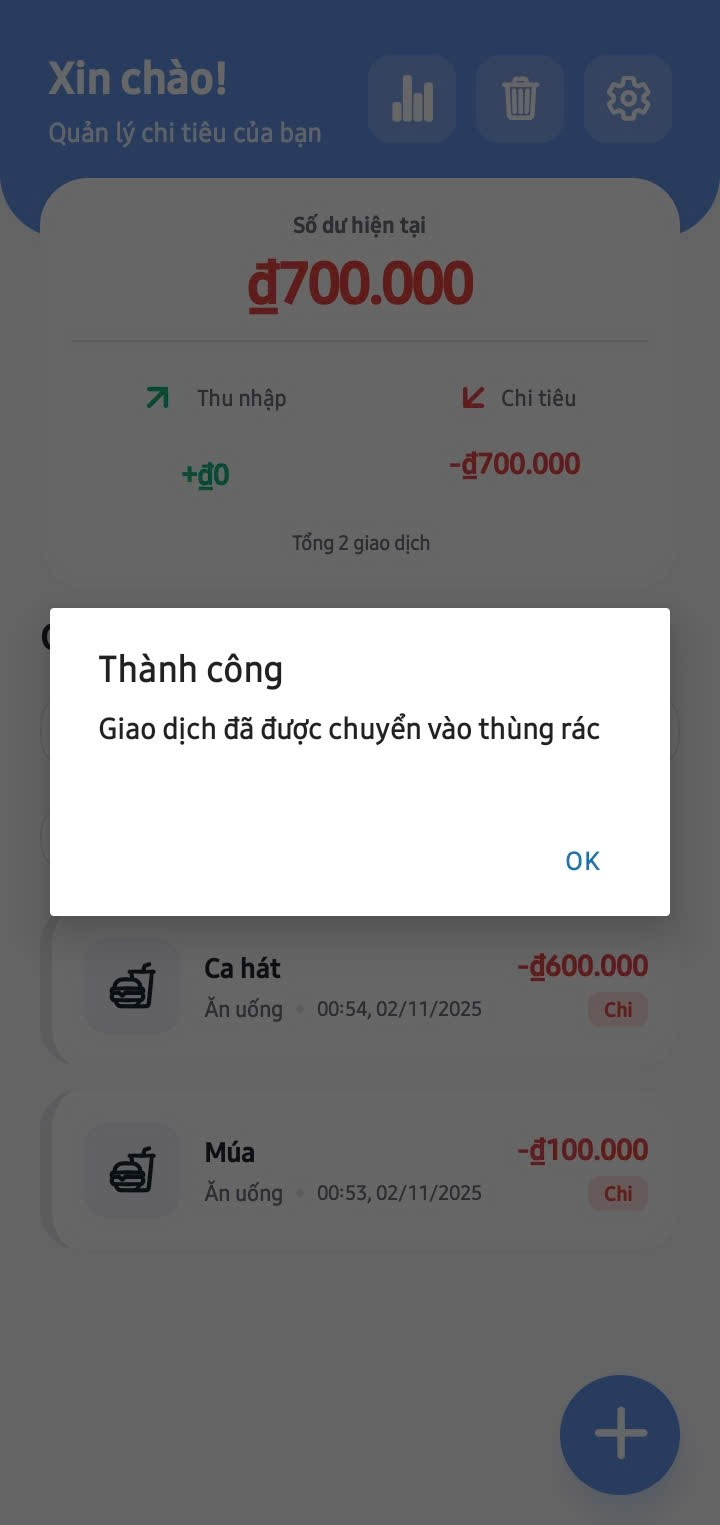 Xin chào!
Quản lý chi tiêu của bạn
Số dư hiện tại
₫700.000
Thu nhập
Chi tiêu
+₫0
-₫700.000
Tổng 2 giao dịch
Thành công
Giao dịch đã được chuyển vào thùng rác
OK
Ca hát
-₫600.000
Ăn uống • 00:54, 02/11/2025
Chi
Múa
-₫100.000
Ăn uống • 00:53, 02/11/2025
Chi